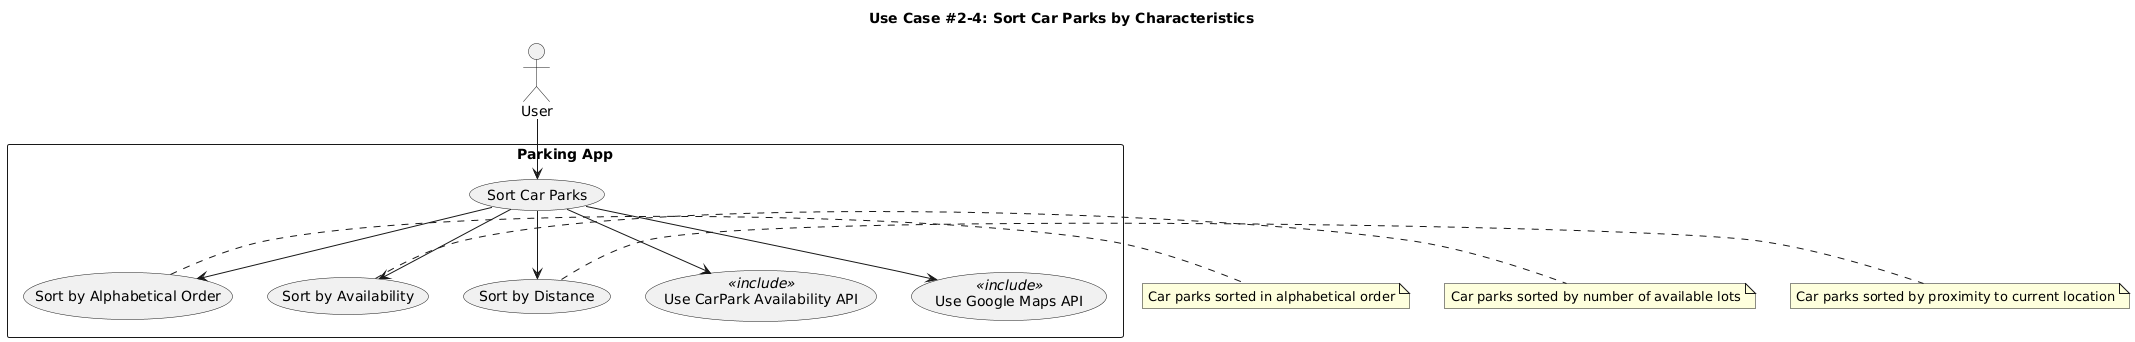 Use Case #2-4: Sort Car Parks by Characteristics
User
Parking App
Sort Car Parks
Sort by Alphabetical Order
Sort by Availability
Sort by Distance
«include»
Use CarPark Availability API
«include»
Use Google Maps API
Car parks sorted in alphabetical order
Car parks sorted by number of available lots
Car parks sorted by proximity to current location